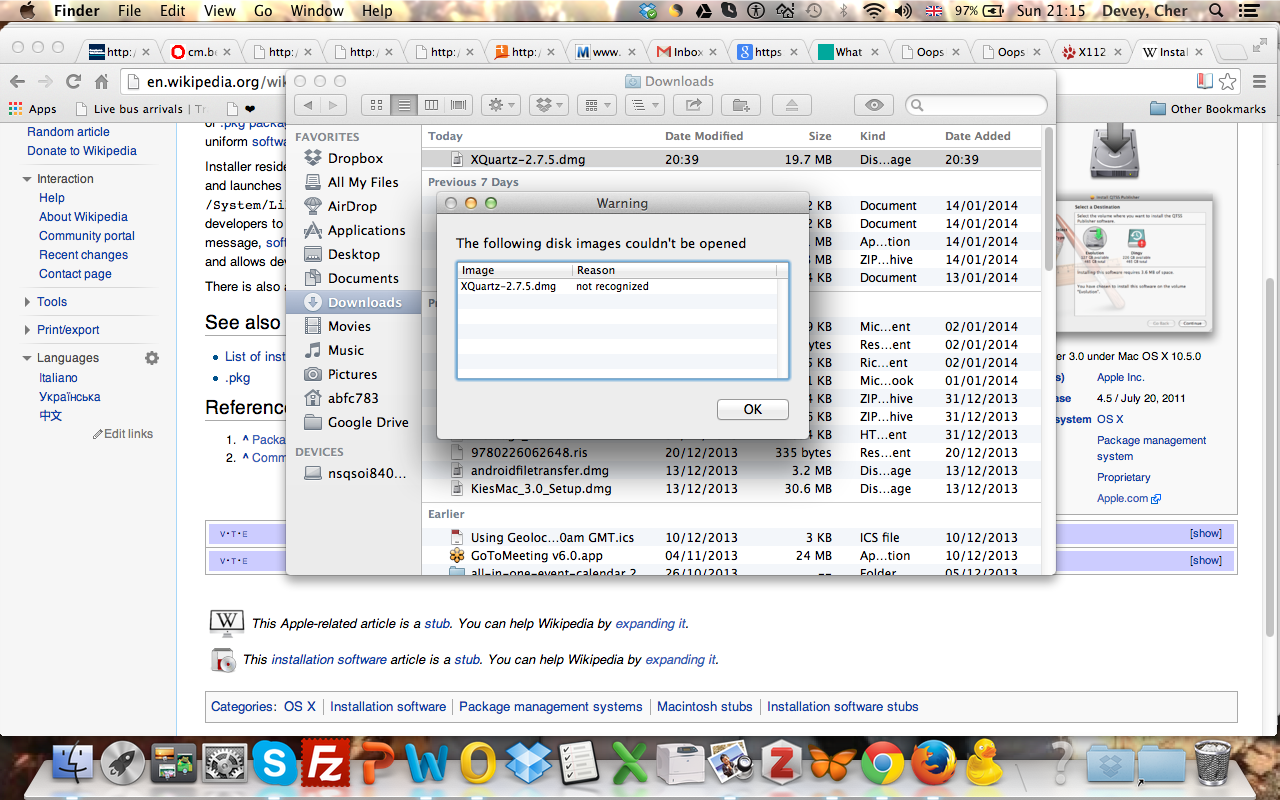 Finder File Edit View Go Window Help 97% Sun 21:15 Devey, Cher
http:/ cm.b http:/ http:/ http:/ http:/ www. Inbox https What Oops Oops X112 Instal
en.wikipedia.org/wik
Apps Live bus arrivals | Tr ❤ Other Bookmarks
Random article
Donate to Wikipedia
Interaction
Help
About Wikipedia
Community portal
Recent changes
Contact page
Tools
Print/export
Languages
Italiano
Українська
中文
or .pkg packag
uniform softwa
Installer reside
and launches
/System/Li
developers to
message, soft
and allows dev
There is also a
See also
• List of inst
• .pkg
Referenc
1. ^ Packa
2. ^ Comm
Edit links
Downloads
FAVORITES
Dropbox
All My Files
AirDrop
Applications
Desktop
Documents
Downloads
Movies
Music
Pictures
abfc783
Google Drive
DEVICES
nsqsoi840...
Today Date Modified Size Kind Date Added
XQuartz-2.7.5.dmg 20:39 19.7 MB Dis...age 20:39
Previous 7 Days
2 KB Document 14/01/2014
2 KB Document 14/01/2014
MB Ap...tion 14/01/2014
MB ZIP...hive 14/01/2014
KB Document 13/01/2014
9 KB Mic...ent 02/01/2014
bytes Res...ent 02/01/2014
5 KB Ric...ent 02/01/2014
1 KB Mic...ook 01/01/2014
4 KB ZIP...hive 31/12/2013
6 KB ZIP...hive 31/12/2013
4 KB HT...ent 31/12/2013
9780226062648.ris 20/12/2013 335 bytes Res...ent 20/12/2013
androidfiletransfer.dmg 13/12/2013 3.2 MB Dis...age 13/12/2013
KiesMac_3.0_Setup.dmg 13/12/2013 30.6 MB Dis...age 13/12/2013
Earlier
Using Geoloc...0am GMT.ics 10/12/2013 3 KB ICS file 10/12/2013
GoToMeeting v6.0.app 04/11/2013 24 MB Ap...tion 10/12/2013
all-in-one-event-calendar 2 26/10/2013 -- Folder 05/12/2013
Warning
The following disk images couldn't be opened
Image Reason
XQuartz-2.7.5.dmg not recognized
OK
Install QTSS Publisher
Select a Destination
Go Back Continue
er 3.0 under Mac OS X 10.5.0
s) Apple Inc.
ase 4.5 / July 20, 2011
system OS X
Package management
system
Proprietary
Apple.com
V·T·E [show]
V·T·E [show]
This Apple-related article is a stub. You can help Wikipedia by expanding it.
This installation software article is a stub. You can help Wikipedia by expanding it.
Categories: OS X | Installation software | Package management systems | Macintosh stubs | Installation software stubs